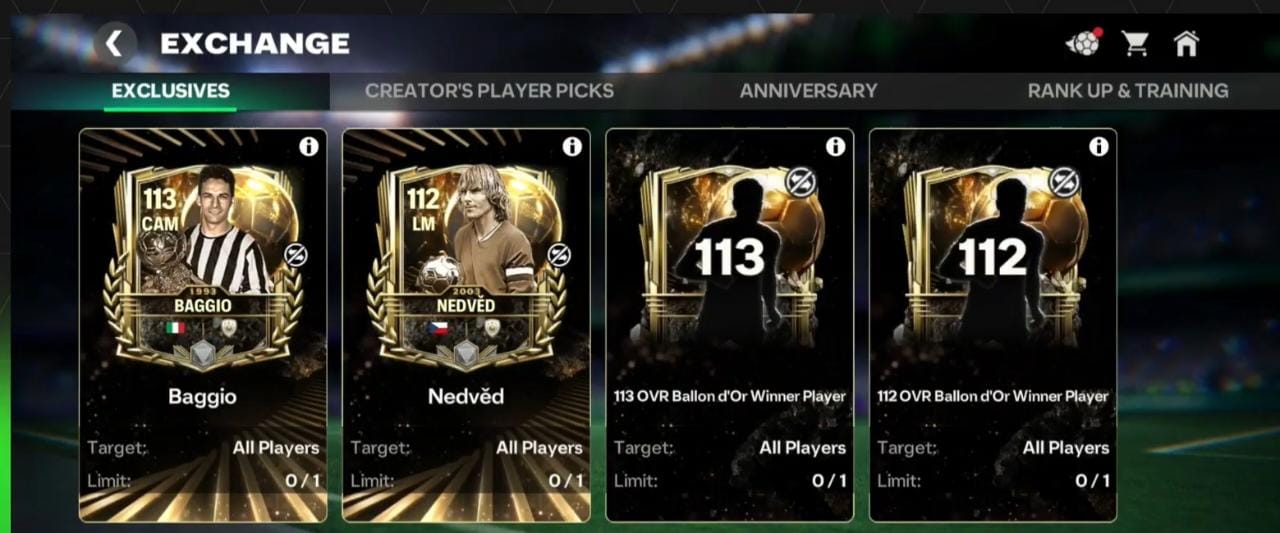 EXCHANGE
EXCLUSIVES
CREATOR'S PLAYER PICKS
ANNIVERSARY
RANK UP & TRAINING
113
CAM
1993
BAGGIO
Baggio
Target: All Players
Limit: 0/1
112
LM
2003
NEDVĚD
Nedvěd
Target: All Players
Limit: 0/1
113
113 OVR Ballon d'Or Winner Player
Target: All Players
Limit: 0/1
112
112 OVR Ballon d'Or Winner Player
Target: All Players
Limit: 0/1